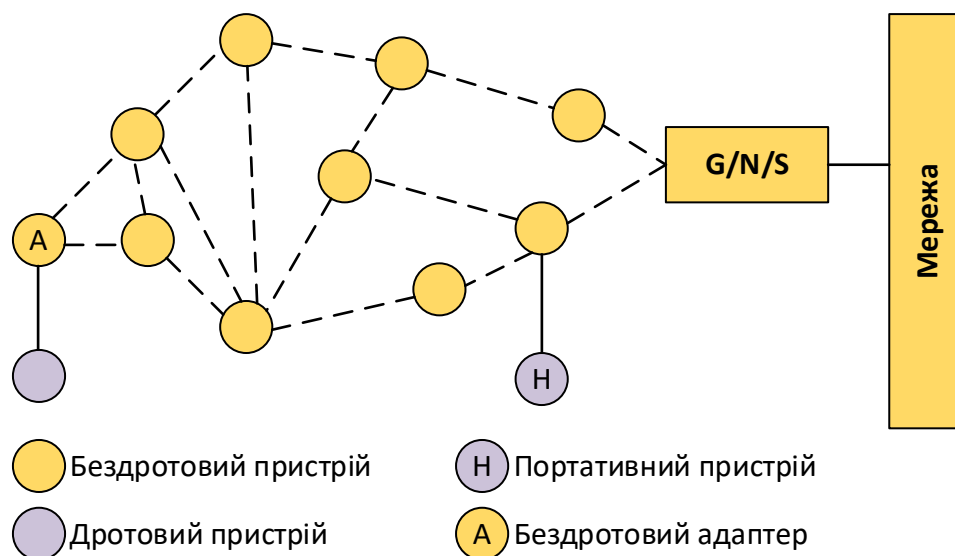 G/N/S
Мережа
А
Н
Бездротовий пристрій
Н Портативний пристрій
Дротовий пристрій
А Бездротовий адаптер